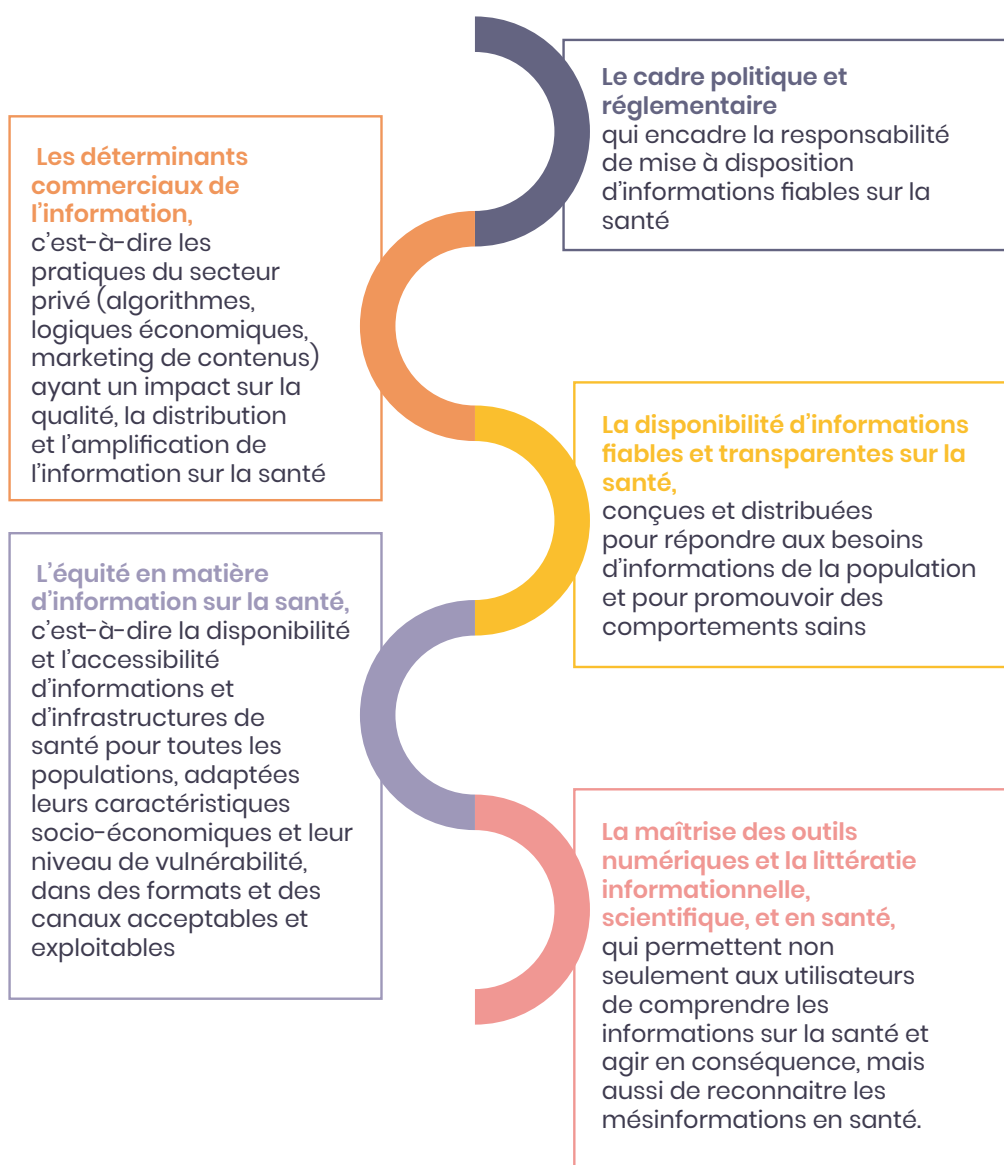 Le cadre politique et
réglementaire
qui encadre la responsabilité
de mise à disposition
d'informations fiables sur la
santé
Les déterminants
commerciaux de
l'information,
c'est-à-dire les
pratiques du secteur
privé (algorithmes,
logiques économiques,
marketing de contenus)
ayant un impact sur la
qualité, la distribution
et l'amplification de
l'information sur la santé
La disponibilité d'informations
fiables et transparentes sur la
santé,
conçues et distribuées
pour répondre aux besoins
d'informations de la population
et pour promouvoir des
comportements sains
L'équité en matière
d'information sur la santé,
c'est-à-dire la disponibilité
et l'accessibilité
d'informations et
d'infrastructures de
santé pour toutes les
populations, adaptées
leurs caractéristiques
socio-économiques et leur
niveau de vulnérabilité,
dans des formats et des
canaux acceptables et
exploitables
La maîtrise des outils
numériques et la littératie
informationnelle,
scientifique, et en santé,
qui permettent non
seulement aux utilisateurs
de comprendre les
informations sur la santé et
agir en conséquence, mais
aussi de reconnaitre les
mésinformations en santé.